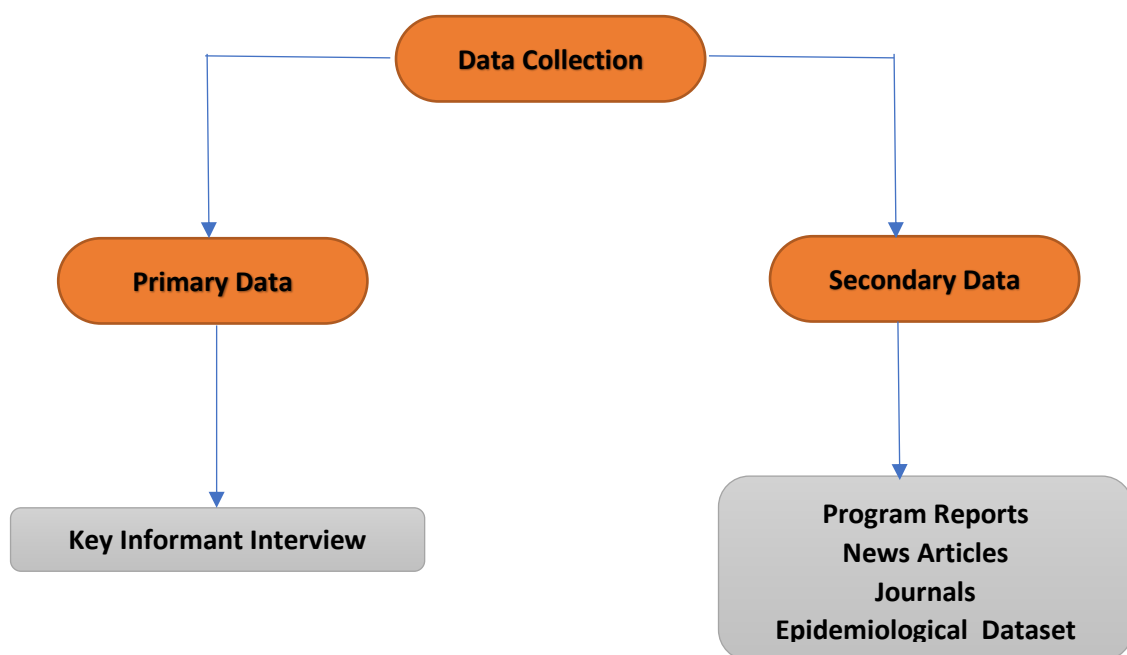 Data Collection
Primary Data
Secondary Data
Key Informant Interview
Program Reports
News Articles
Journals
Epidemiological Dataset